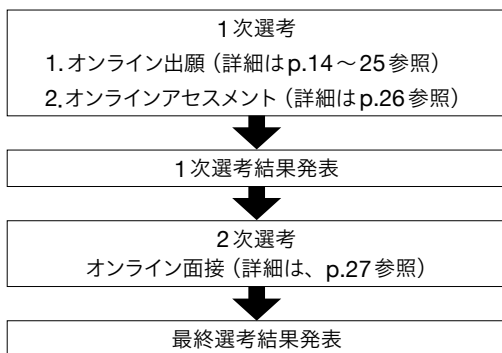 1次選考
1.オンライン出願（詳細はp.14～25参照）
2.オンラインアセスメント（詳細はp.26参照）
1次選考結果発表
2次選考
オンライン面接（詳細は、p.27参照）
最終選考結果発表